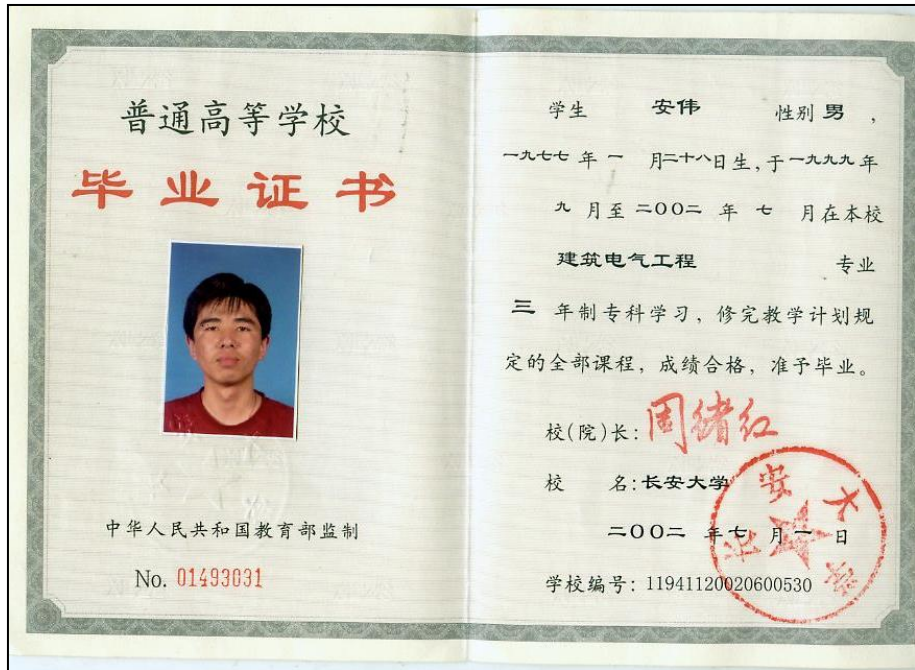 普通高等学校
毕业证书
中华人民共和国教育部监制
No. 01493031
学生 安伟 性别 男，
一九七七 年 一 月二十八日生，于一九九九年
九 月至 二〇〇二 年 七 月在本校
建筑电气工程 专业
三 年制专科学习，修完教学计划规
定的全部课程，成绩合格，准予毕业。
校(院)长：周绪红
校 名：长安大学
二〇〇二 年 七 月 一 日
学校编号：11941120020600530
长安大学